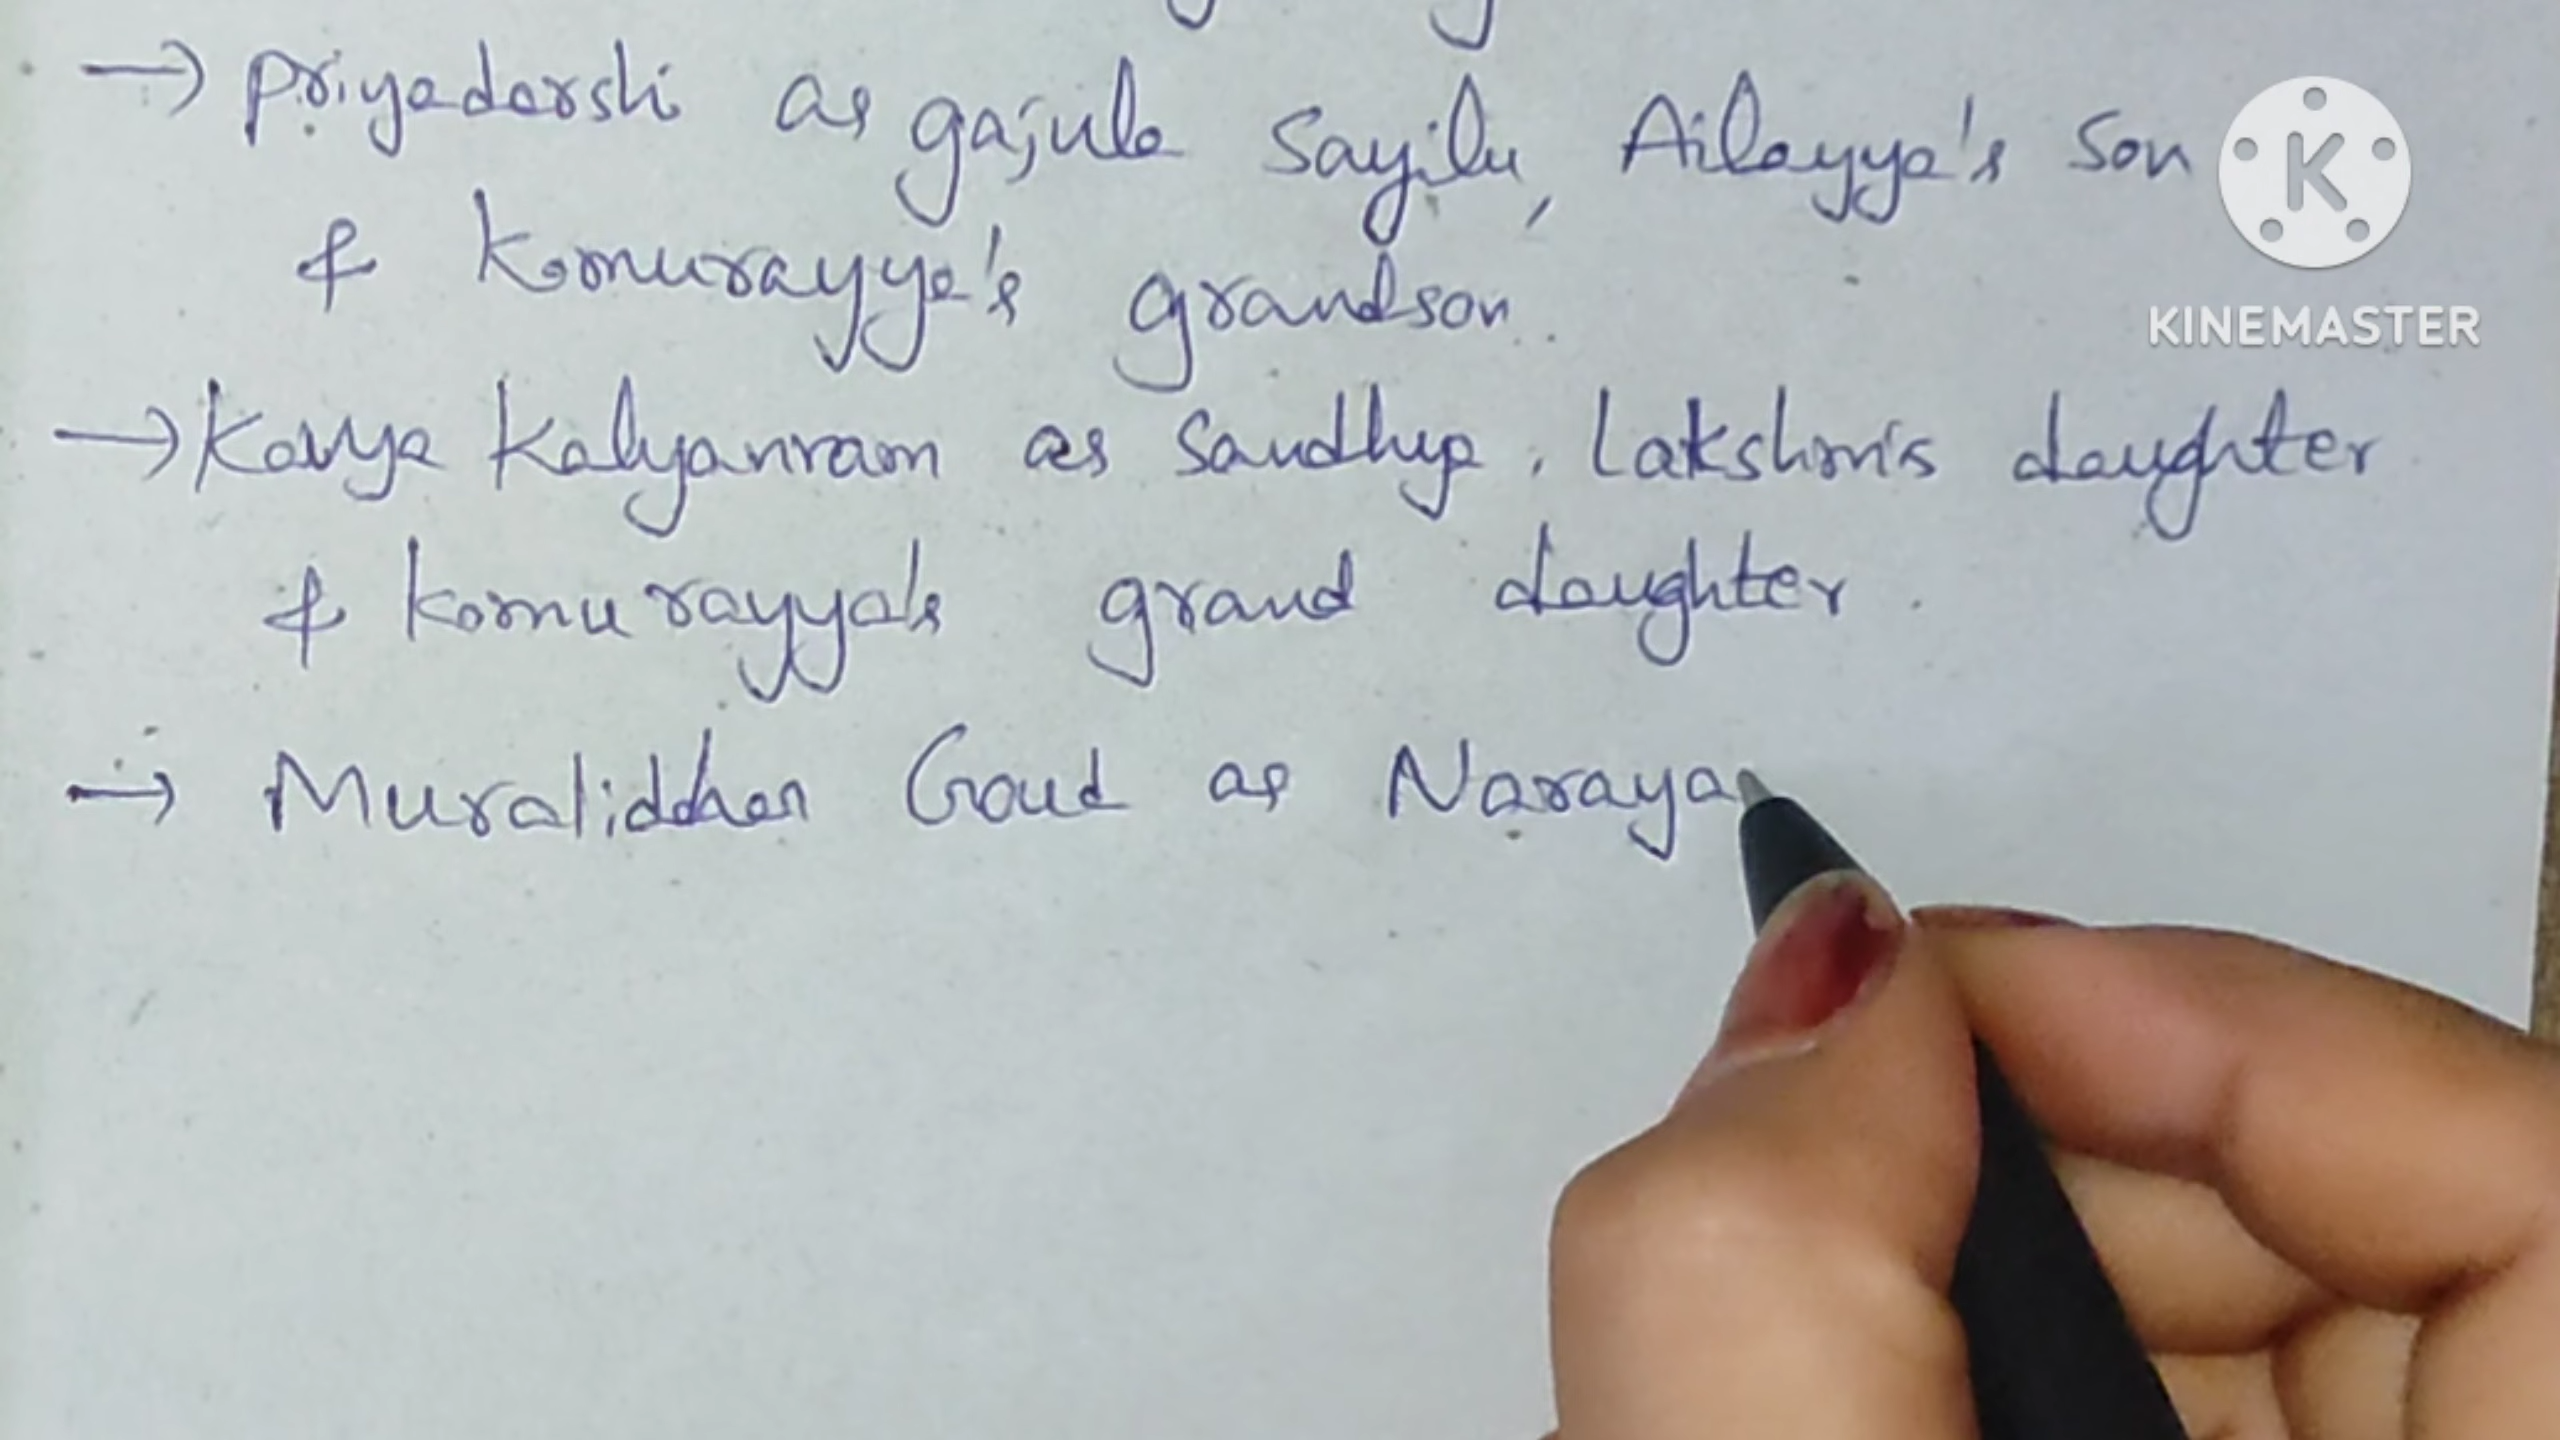 → Priyadarshi as gajula Sayilu, Ailayya's son
& Komurayya's grandson.
→ Kavya Kalyanram as Sandhya, Lakshmi's daughter
& Komurayya's grand daughter.
→ Muraliddhar Goud as Naraya
KINEMASTER